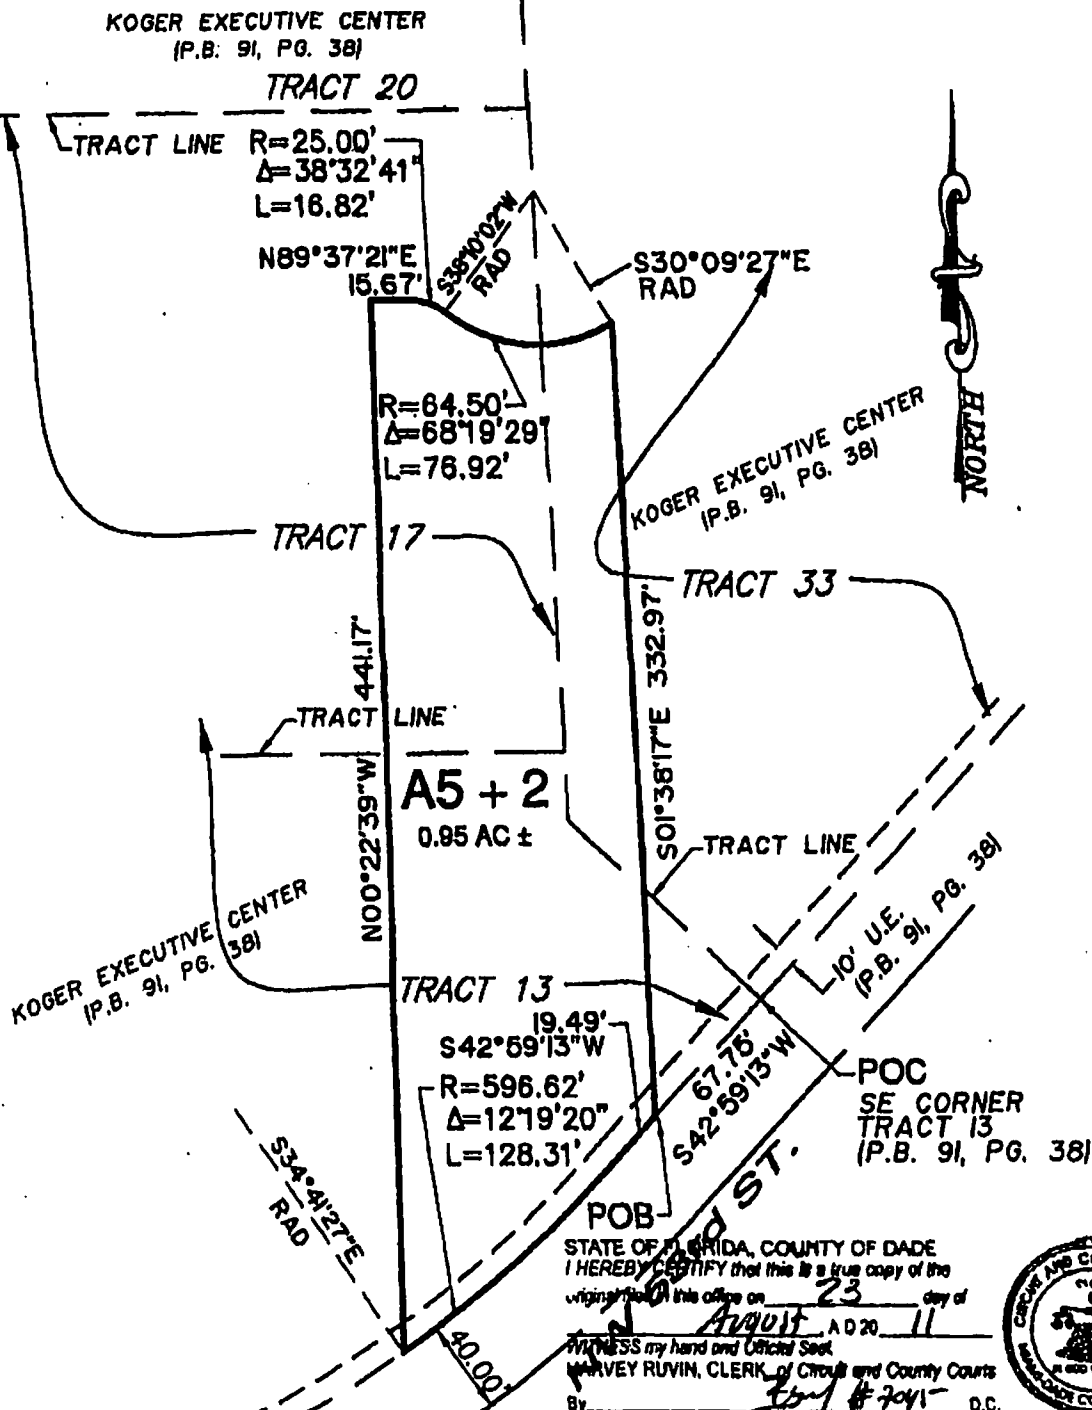 KOGER EXECUTIVE CENTER
(P.B. 91, PG. 38)
TRACT 20
TRACT LINE
R=25.00'
Δ=38°32'41"
L=16.82'
N89°37'21"E
15.67'
S38°10'02"W
RAD
S30°09'27"E
RAD
NORTH
R=64.50'
Δ=68°19'29"
L=76.92'
KOGER EXECUTIVE CENTER
(P.B. 91, PG. 38)
TRACT 17
TRACT 33
N00°22'39"W 441.17'
S01°38'17"E 332.97'
TRACT LINE
A5 + 2
0.95 AC ±
TRACT LINE
KOGER EXECUTIVE CENTER
(P.B. 91, PG. 38)
10' U.E.
(P.B. 91, PG. 38)
TRACT 13
19.49'
S42°59'13"W
67.75'
S42°59'13"W
R=596.62'
Δ=12°19'20"
L=128.31'
POC
SE CORNER
TRACT 13
(P.B. 91, PG. 38)
S34°41'27"E
RAD
POB
53rd ST.
40.00'
STATE OF FLORIDA, COUNTY OF DADE
I HEREBY CERTIFY that this is a true copy of the
original filed in this office on 23 day of
August, A D 20 11
WITNESS my hand and Official Seal
HARVEY RUVIN, CLERK, of Circuit and County Courts
By D.C.